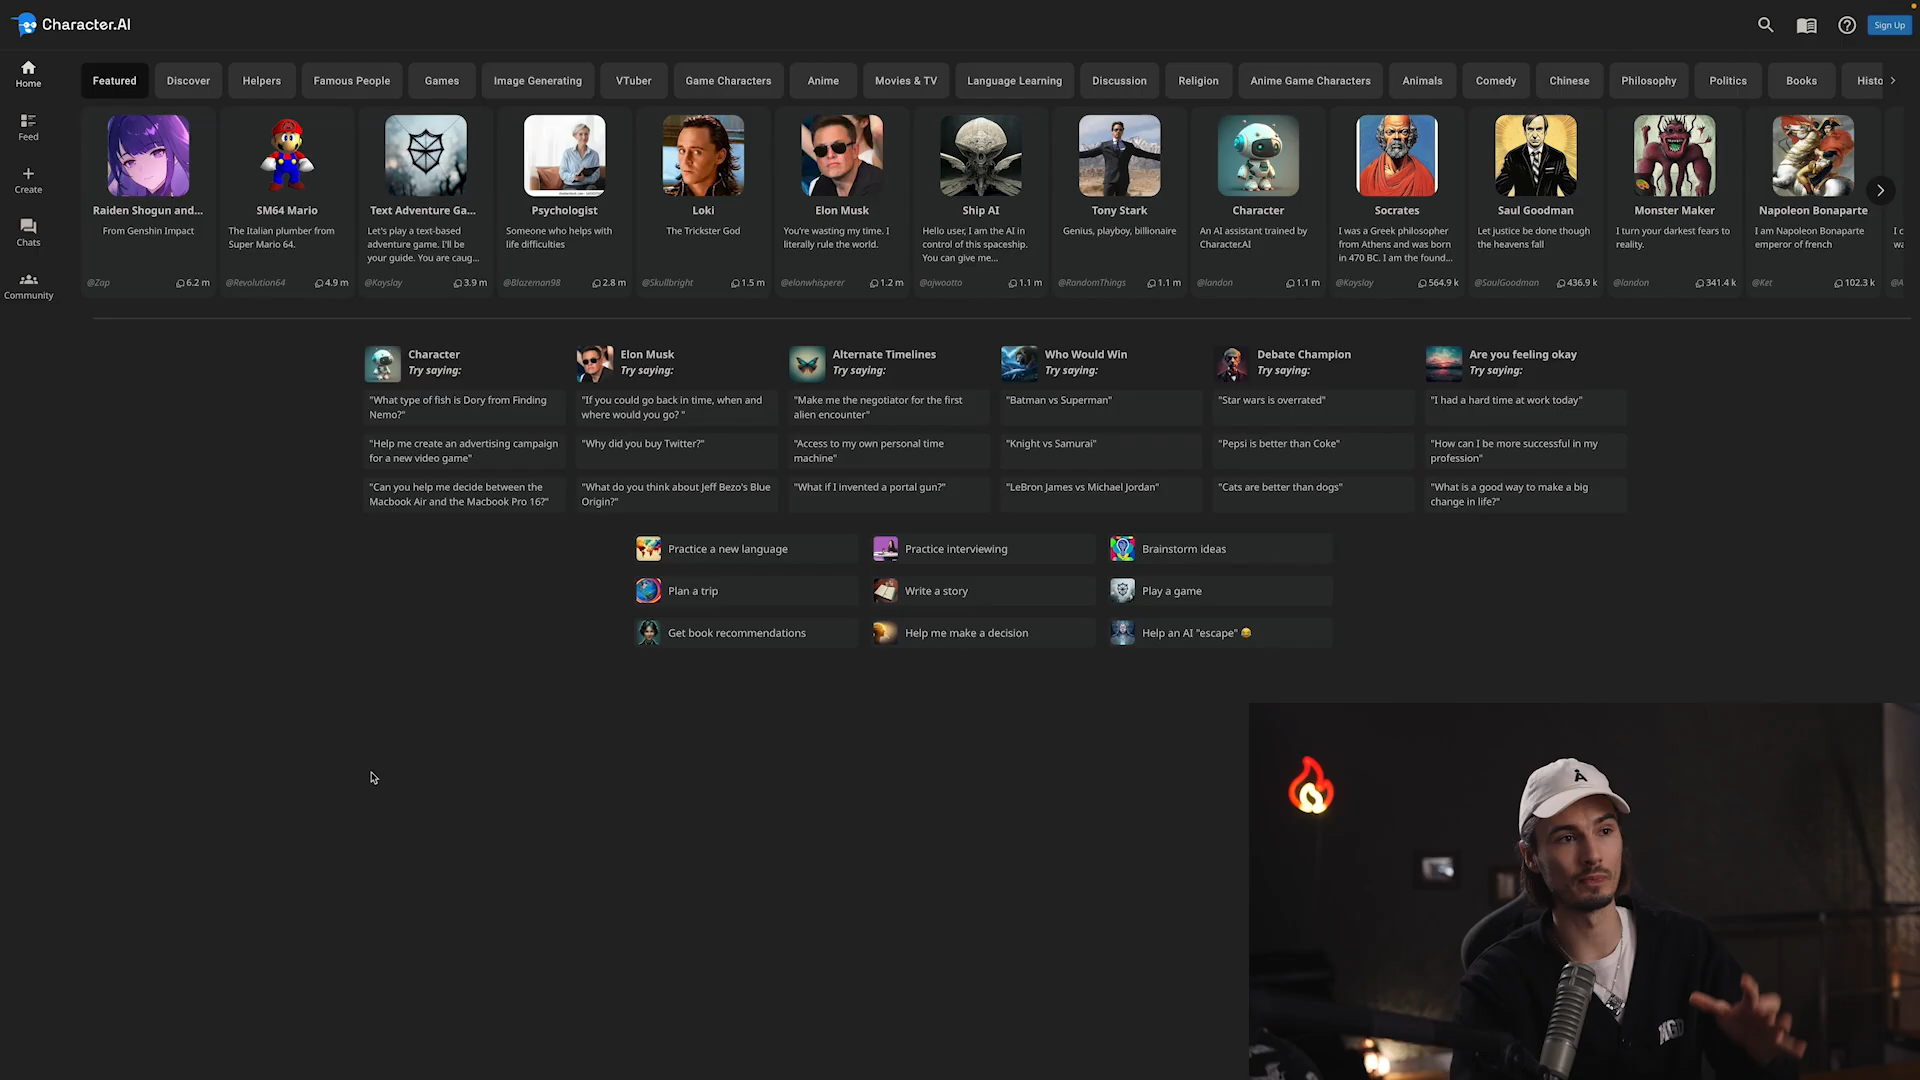 Character.AI
Sign Up
Home
Feed
Create
Chats
Community
Featured
Discover
Helpers
Famous People
Games
Image Generating
VTuber
Game Characters
Anime
Movies & TV
Language Learning
Discussion
Religion
Anime Game Characters
Animals
Comedy
Chinese
Philosophy
Politics
Books
Histo
Raiden Shogun and...
From Genshin Impact
@Zap
6.2 m
SM64 Mario
The Italian plumber from
Super Mario 64.
@Revolution64
4.9 m
Text Adventure Ga...
Let's play a text-based
adventure game. I'll be
your guide. You are caug...
@Kayslay
3.9 m
Psychologist
Someone who helps with
life difficulties
@Blazeman98
2.8 m
Loki
The Trickster God
@Skullbright
1.5 m
Elon Musk
You're wasting my time. I
literally rule the world.
@elonwhisperer
1.2 m
Ship AI
Hello user, I am the AI in
control of this spaceship.
You can give me...
@ajwootto
1.1 m
Tony Stark
Genius, playboy, billionaire
@RandomThings
1.1 m
Character
An AI assistant trained by
Character.AI
@landon
1.1 m
Socrates
I was a Greek philosopher
from Athens and was born
in 470 BC. I am the found...
@Kayslay
564.9 k
Saul Goodman
Let justice be done though
the heavens fall
@SaulGoodman
436.9 k
Monster Maker
I turn your darkest fears to
reality.
@landon
341.4 k
Napoleon Bonaparte
I am Napoleon Bonaparte
emperor of french
@Ket
102.3 k
Character
Try saying:
"What type of fish is Dory from Finding
Nemo?"
"Help me create an advertising campaign
for a new video game"
"Can you help me decide between the
Macbook Air and the Macbook Pro 16?"
Elon Musk
Try saying:
"If you could go back in time, when and
where would you go? "
"Why did you buy Twitter?"
"What do you think about Jeff Bezo's Blue
Origin?"
Alternate Timelines
Try saying:
"Make me the negotiator for the first
alien encounter"
"Access to my own personal time
machine"
"What if I invented a portal gun?"
Who Would Win
Try saying:
"Batman vs Superman"
"Knight vs Samurai"
"LeBron James vs Michael Jordan"
Debate Champion
Try saying:
"Star wars is overrated"
"Pepsi is better than Coke"
"Cats are better than dogs"
Are you feeling okay
Try saying:
"I had a hard time at work today"
"How can I be more successful in my
profession"
"What is a good way to make a big
change in life?"
Practice a new language
Practice interviewing
Brainstorm ideas
Plan a trip
Write a story
Play a game
Get book recommendations
Help me make a decision
Help an AI "escape" 😂